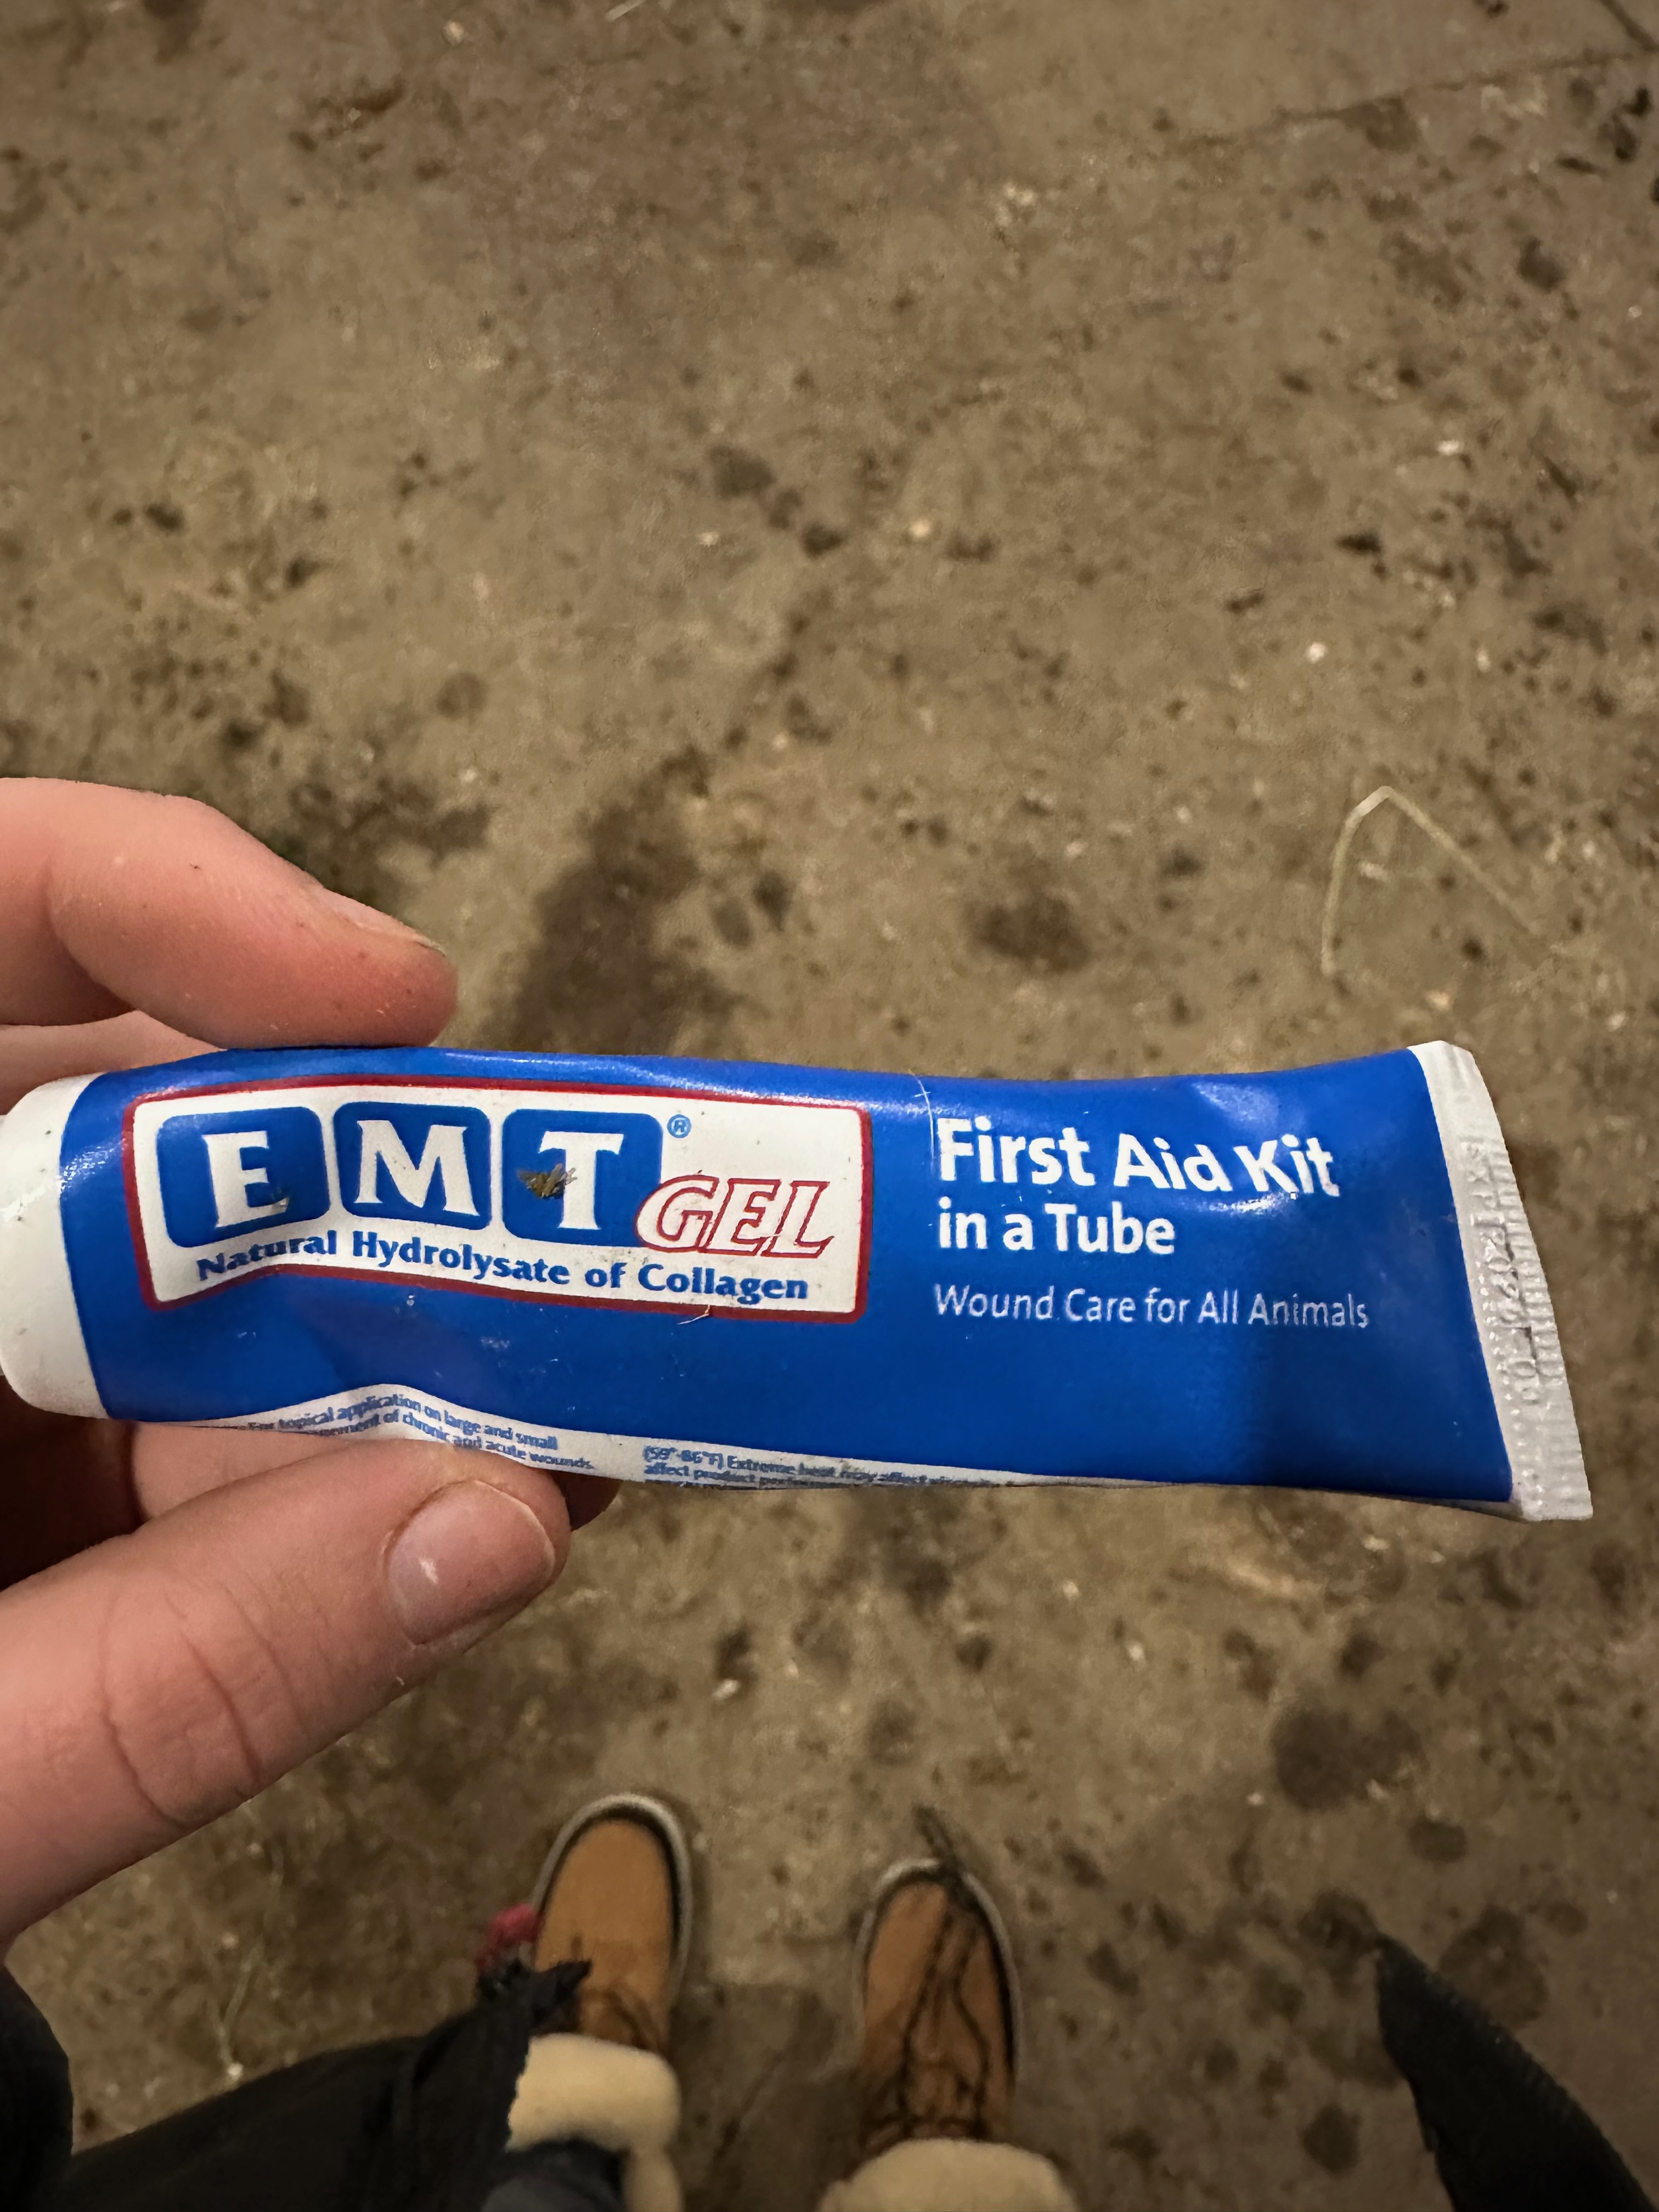 EMT®
GEL
Natural Hydrolysate of Collagen
First Aid Kit
in a Tube
Wound Care for All Animals
For topical application on large and small
of chronic and acute wounds.
(59°-86°F) Extreme heat may affect
affect product
EXP